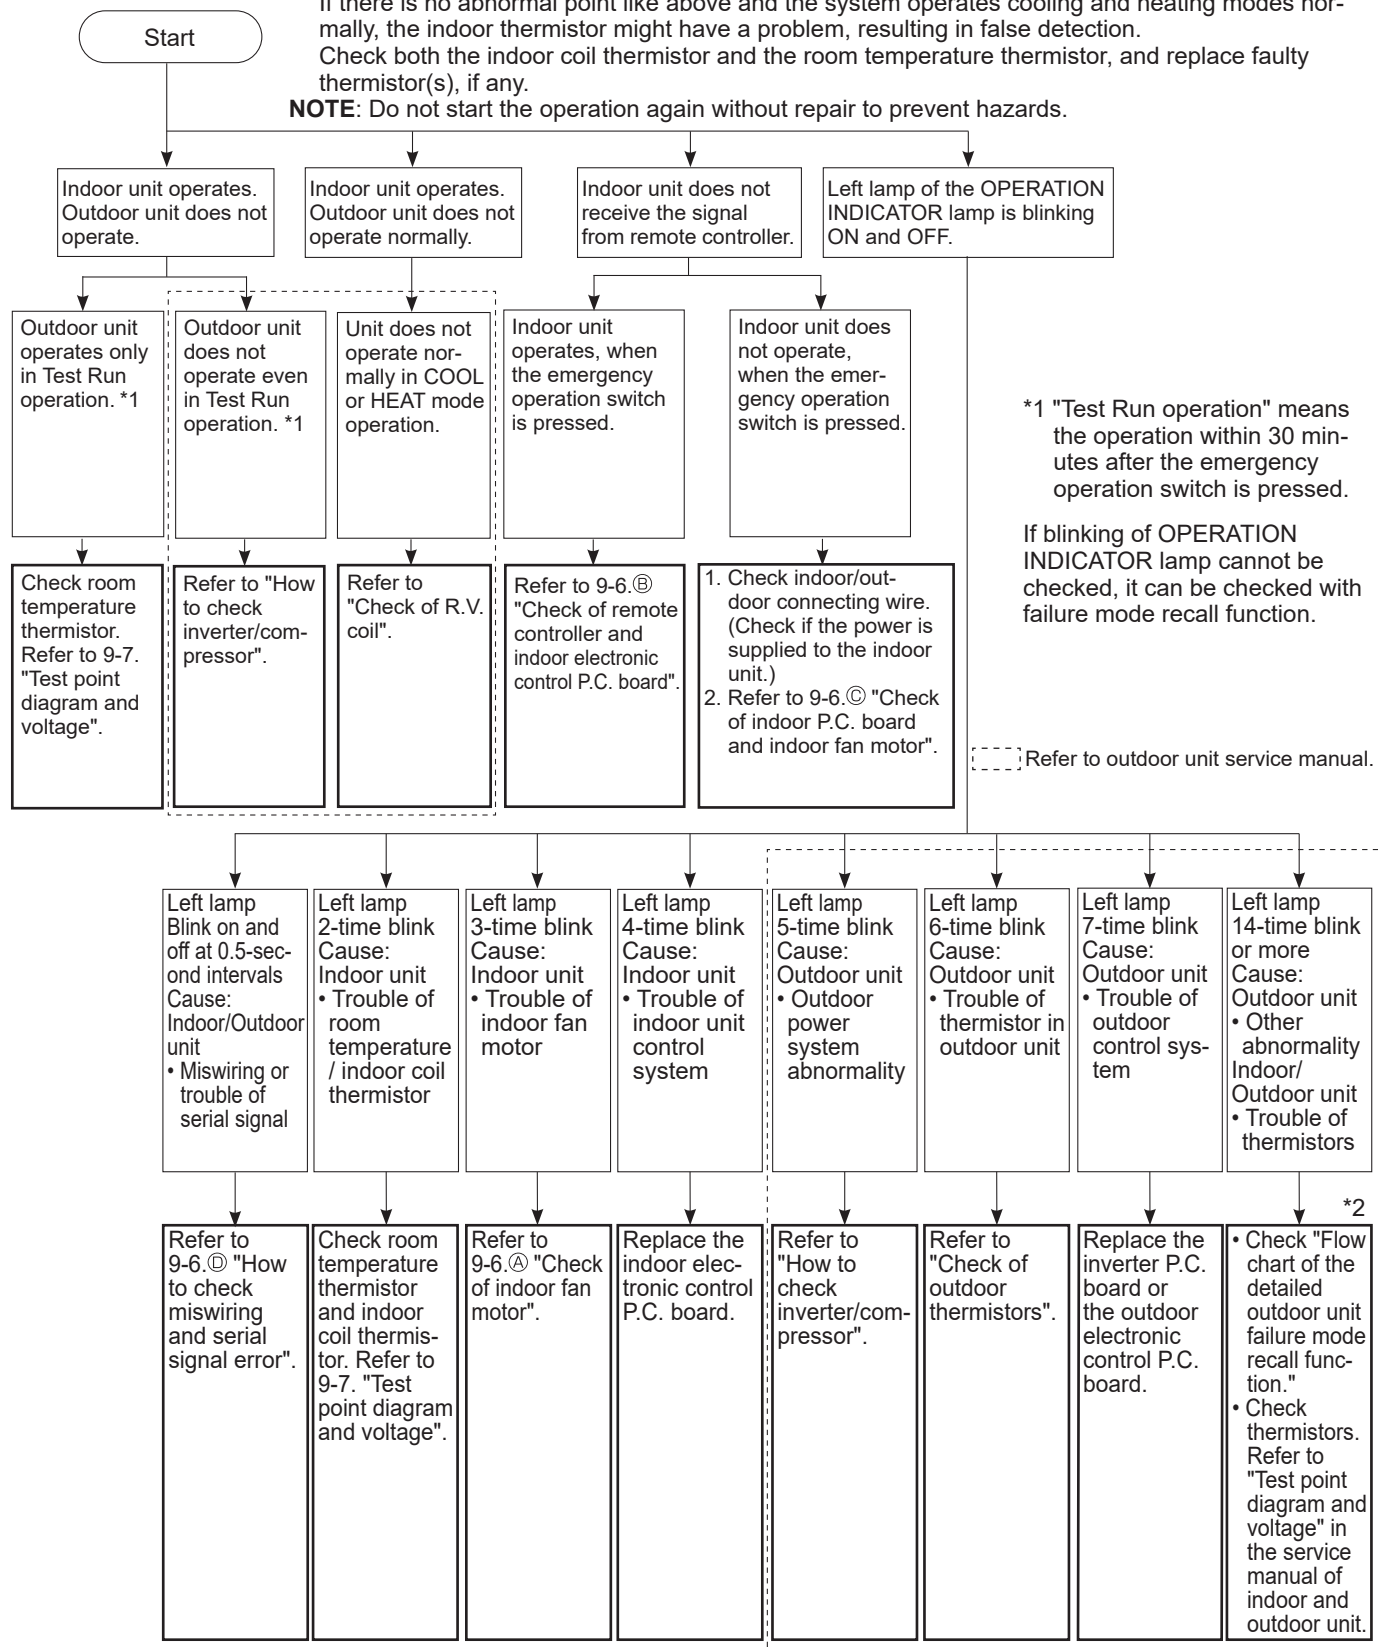 If there is no abnormal point like above and the system operates cooling and heating modes nor-
mally, the indoor thermistor might have a problem, resulting in false detection.
Check both the indoor coil thermistor and the room temperature thermistor, and replace faulty
thermistor(s), if any.
NOTE: Do not start the operation again without repair to prevent hazards.
Start
Indoor unit operates.
Outdoor unit does not
operate.
Indoor unit operates.
Outdoor unit does not
operate normally.
Indoor unit does not
receive the signal
from remote controller.
Left lamp of the OPERATION
INDICATOR lamp is blinking
ON and OFF.
Outdoor unit
operates only
in Test Run
operation. *1
Outdoor unit
does not
operate even
in Test Run
operation. *1
Unit does not
operate nor-
mally in COOL
or HEAT mode
operation.
Indoor unit
operates, when
the emergency
operation switch
is pressed.
Indoor unit does
not operate,
when the emer-
gency operation
switch is pressed.
*1 "Test Run operation" means
the operation within 30 min-
utes after the emergency
operation switch is pressed.
If blinking of OPERATION
INDICATOR lamp cannot be
checked, it can be checked with
failure mode recall function.
Check room
temperature
thermistor.
Refer to 9-7.
"Test point
diagram and
voltage".
Refer to "How
to check
inverter/com-
pressor".
Refer to
"Check of R.V.
coil".
Refer to 9-6.Ⓑ
"Check of remote
controller and
indoor electronic
control P.C. board".
1. Check indoor/out-
door connecting wire.
(Check if the power is
supplied to the indoor
unit.)
2. Refer to 9-6.Ⓒ "Check
of indoor P.C. board
and indoor fan motor".
Refer to outdoor unit service manual.
Left lamp
Blink on and
off at 0.5-sec-
ond intervals
Cause:
Indoor/Outdoor
unit
• Miswiring or
trouble of
serial signal
Left lamp
2-time blink
Cause:
Indoor unit
• Trouble of
room
temperature
/ indoor coil
thermistor
Left lamp
3-time blink
Cause:
Indoor unit
• Trouble of
indoor fan
motor
Left lamp
4-time blink
Cause:
Indoor unit
• Trouble of
indoor unit
control
system
Left lamp
5-time blink
Cause:
Outdoor unit
• Outdoor
power
system
abnormality
Left lamp
6-time blink
Cause:
Outdoor unit
• Trouble of
thermistor in
outdoor unit
Left lamp
7-time blink
Cause:
Outdoor unit
• Trouble of
outdoor
control sys-
tem
Left lamp
14-time blink
or more
Cause:
Outdoor unit
• Other
abnormality
Indoor/
Outdoor unit
• Trouble of
thermistors
*2
Refer to
9-6.Ⓓ "How
to check
miswiring
and serial
signal error".
Check room
temperature
thermistor
and indoor
coil thermis-
tor. Refer to
9-7. "Test
point diagram
and voltage".
Refer to
9-6.Ⓐ "Check
of indoor fan
motor".
Replace the
indoor elec-
tronic control
P.C. board.
Refer to
"How to
check
inverter/com-
pressor".
Refer to
"Check of
outdoor
thermistors".
Replace the
inverter P.C.
board or
the outdoor
electronic
control P.C.
board.
• Check "Flow
chart of the
detailed
outdoor unit
failure mode
recall func-
tion."
• Check
thermistors.
Refer to
"Test point
diagram and
voltage" in
the service
manual of
indoor and
outdoor unit.